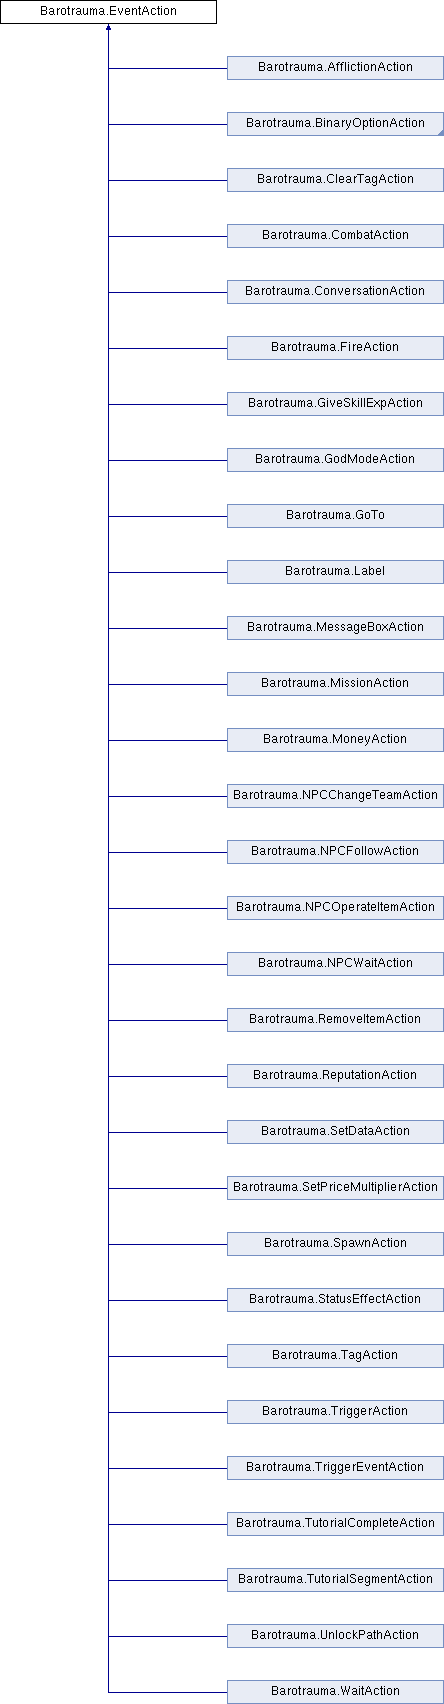 Barotrauma.EventAction
Barotrauma.AfflictionAction
Barotrauma.BinaryOptionAction
Barotrauma.ClearTagAction
Barotrauma.CombatAction
Barotrauma.ConversationAction
Barotrauma.FireAction
Barotrauma.GiveSkillExpAction
Barotrauma.GodModeAction
Barotrauma.GoTo
Barotrauma.Label
Barotrauma.MessageBoxAction
Barotrauma.MissionAction
Barotrauma.MoneyAction
Barotrauma.NPCChangeTeamAction
Barotrauma.NPCFollowAction
Barotrauma.NPCOperateItemAction
Barotrauma.NPCWaitAction
Barotrauma.RemoveItemAction
Barotrauma.ReputationAction
Barotrauma.SetDataAction
Barotrauma.SetPriceMultiplierAction
Barotrauma.SpawnAction
Barotrauma.StatusEffectAction
Barotrauma.TagAction
Barotrauma.TriggerAction
Barotrauma.TriggerEventAction
Barotrauma.TutorialCompleteAction
Barotrauma.TutorialSegmentAction
Barotrauma.UnlockPathAction
Barotrauma.WaitAction